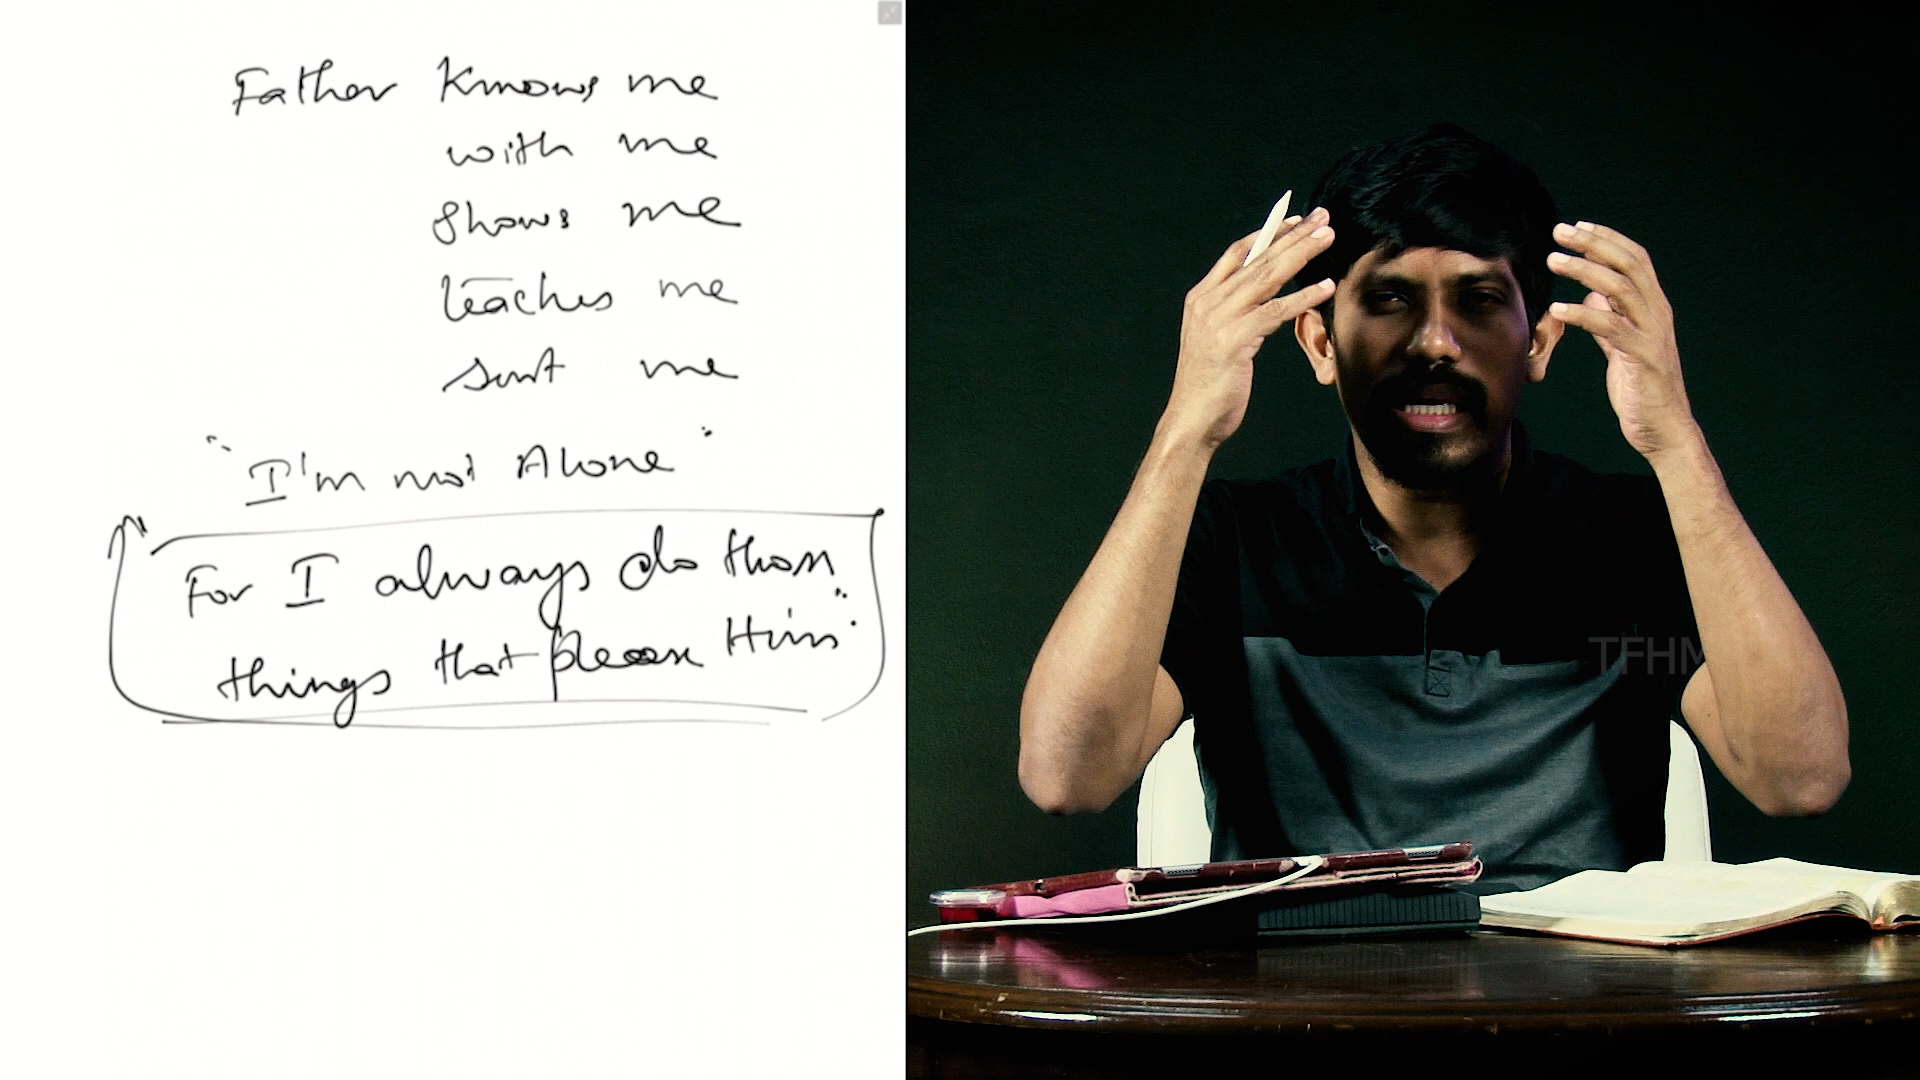 Father Knows me
with me
shows me
teaches me
sent me
"I'm not Alone"
"For I always do those
things that please Him"
TFHM